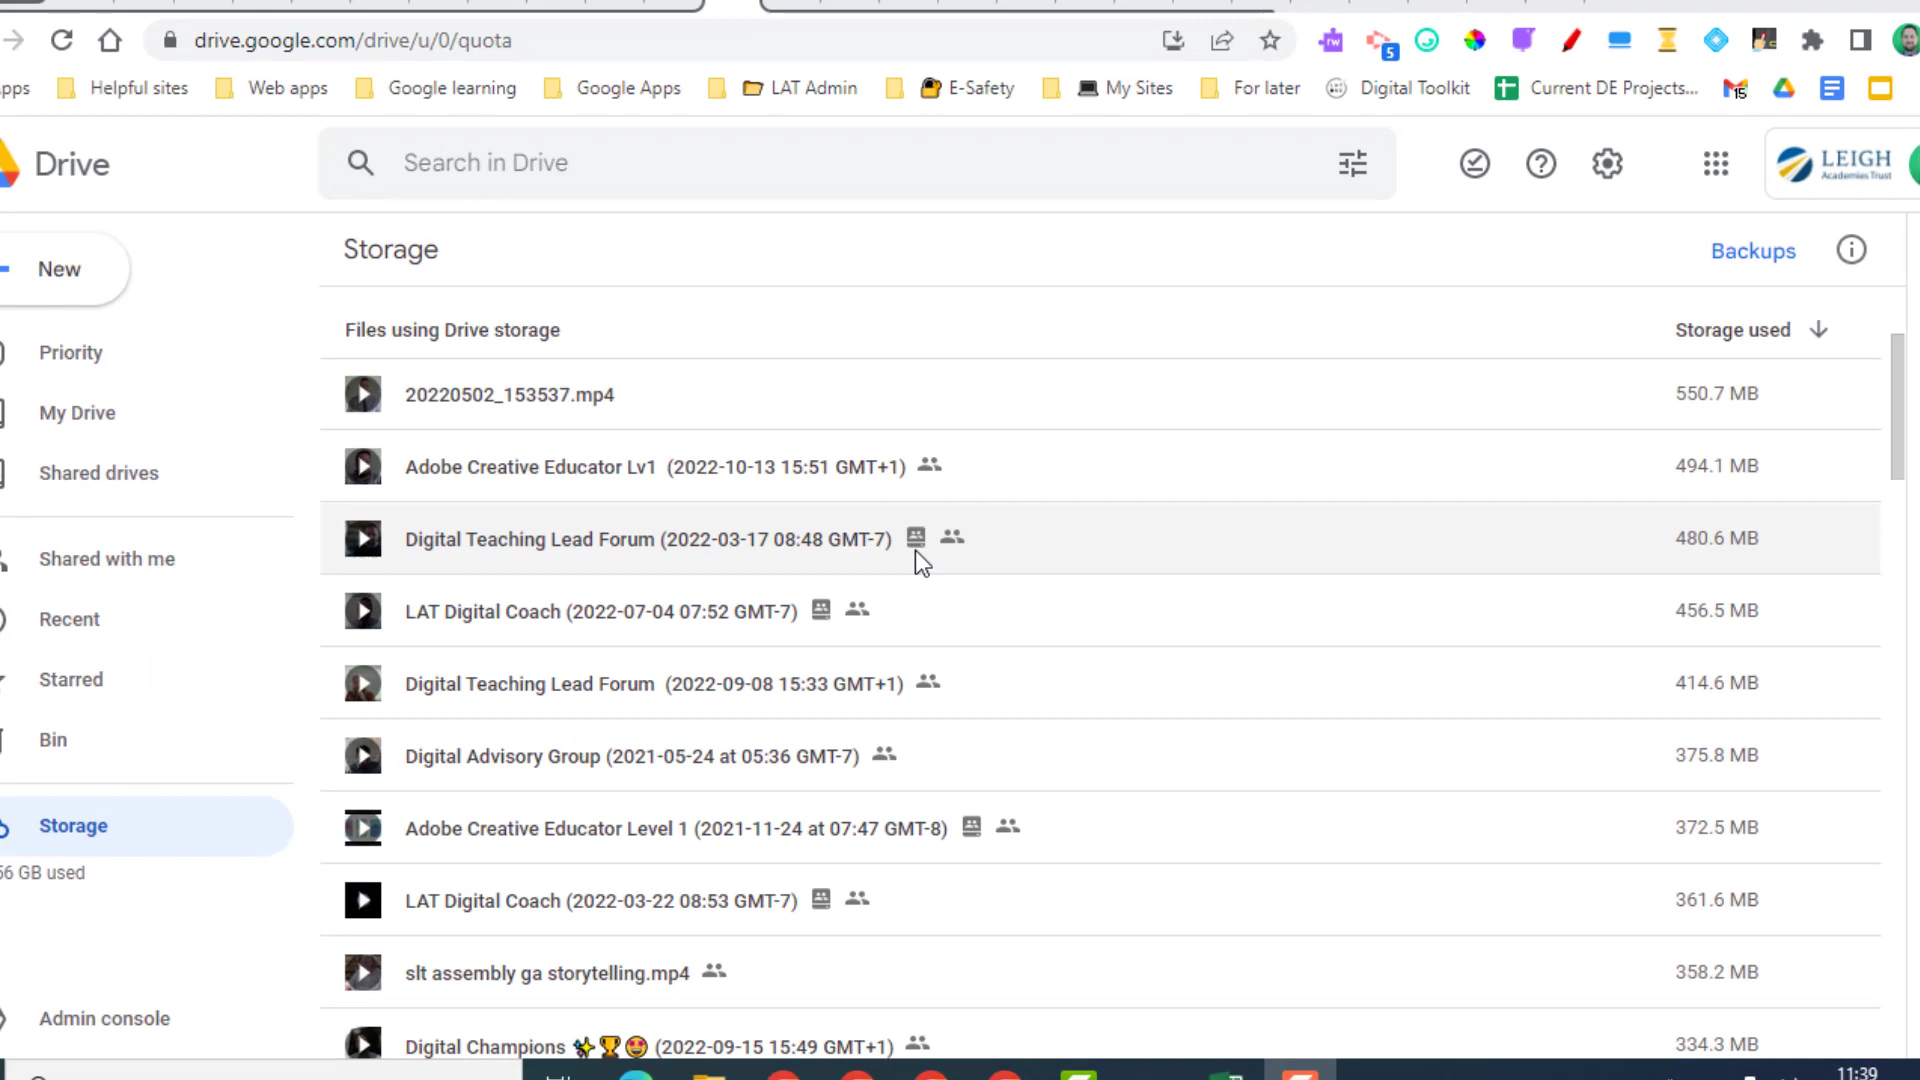 drive.google.com/drive/u/0/quota
5
pps
Helpful sites
Web apps
Google learning
Google Apps
LAT Admin
E-Safety
My Sites
For later
Digital Toolkit
Current DE Projects...
15
Drive
Search in Drive
LEIGH
Academies Trust
New
Storage
Backups
Files using Drive storage
Storage used
Priority
My Drive
Shared drives
Shared with me
Recent
Starred
Bin
Storage
56 GB used
Admin console
20220502_153537.mp4
550.7 MB
Adobe Creative Educator Lv1 (2022-10-13 15:51 GMT+1)
494.1 MB
Digital Teaching Lead Forum (2022-03-17 08:48 GMT-7)
480.6 MB
LAT Digital Coach (2022-07-04 07:52 GMT-7)
456.5 MB
Digital Teaching Lead Forum (2022-09-08 15:33 GMT+1)
414.6 MB
Digital Advisory Group (2021-05-24 at 05:36 GMT-7)
375.8 MB
Adobe Creative Educator Level 1 (2021-11-24 at 07:47 GMT-8)
372.5 MB
LAT Digital Coach (2022-03-22 08:53 GMT-7)
361.6 MB
slt assembly ga storytelling.mp4
358.2 MB
Digital Champions ✨🏆🤩 (2022-09-15 15:49 GMT+1)
334.3 MB
11:39